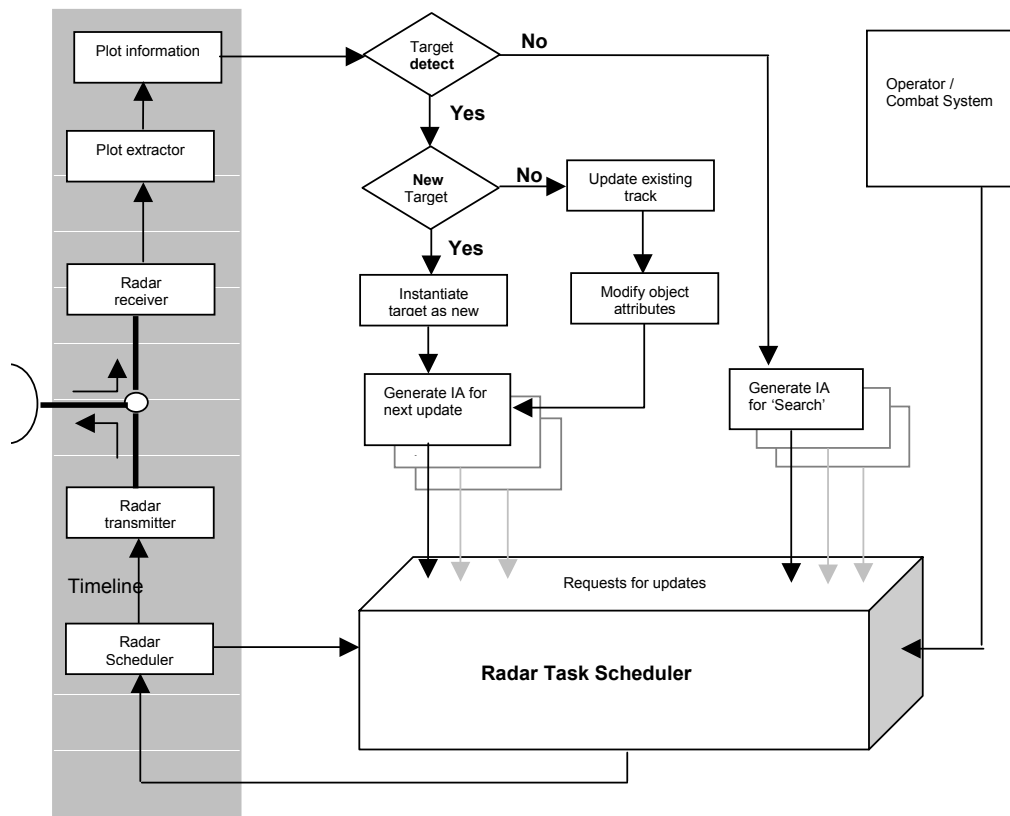 Plot information
Target
detect
No
Operator /
Combat System
Yes
Plot extractor
New
Target
No
Update existing
track
Yes
Radar
receiver
Instantiate
target as new
Modify object
attributes
Generate IA for
next update
Generate IA
for ‘Search’
Radar
transmitter
Timeline
Requests for updates
Radar
Scheduler
Radar Task Scheduler